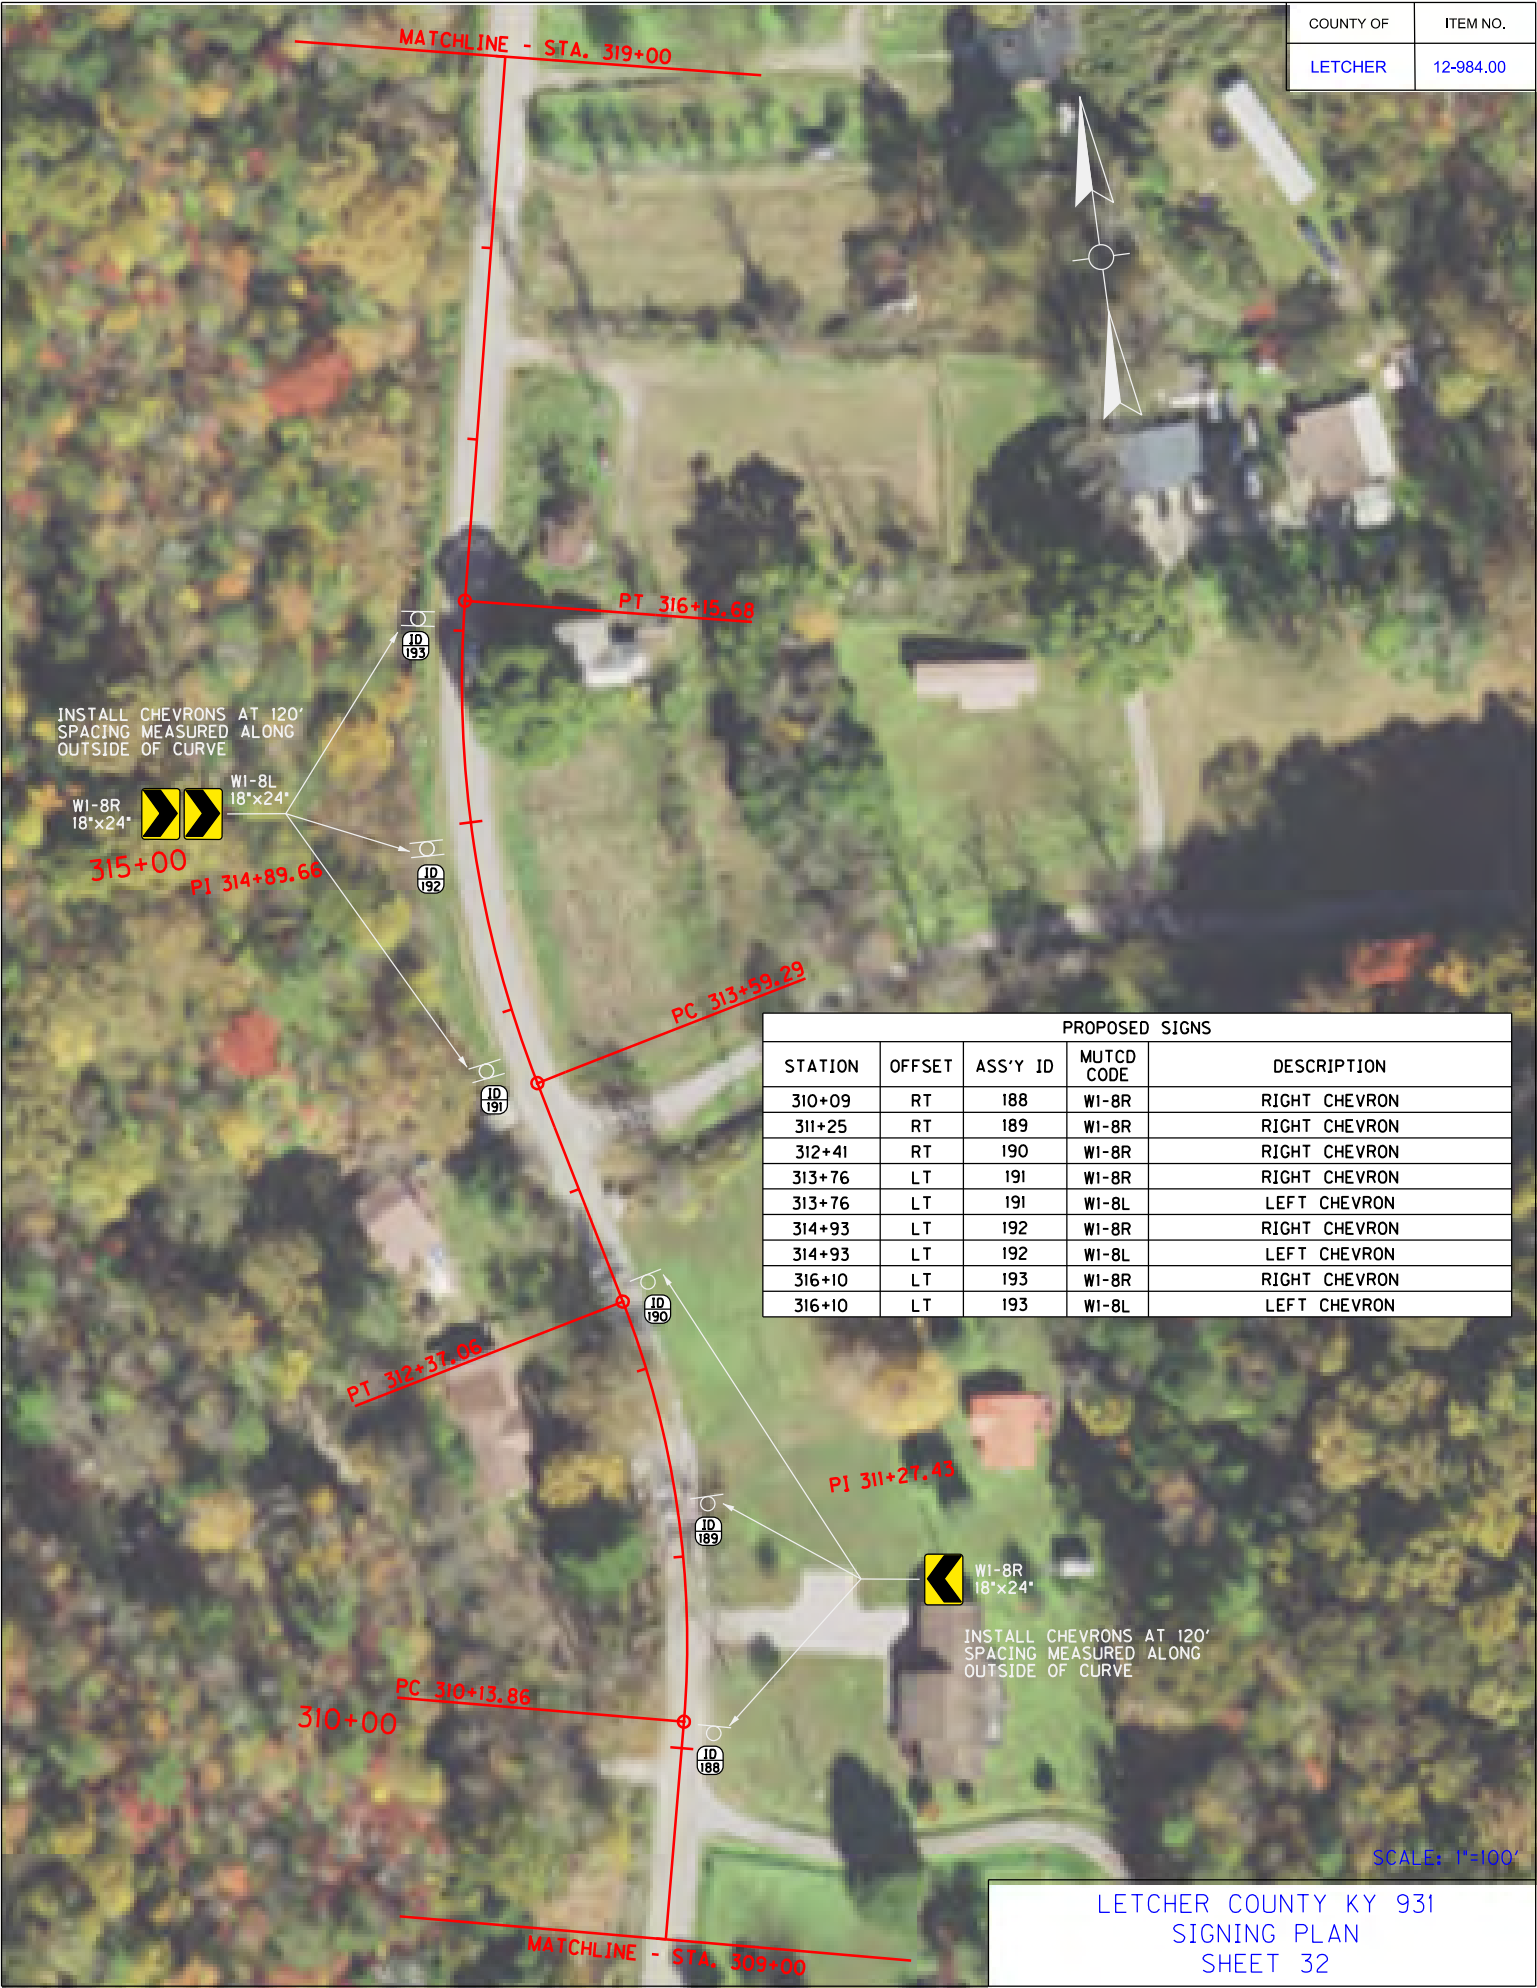 COUNTY OF ITEM NO.
LETCHER 12-984.00
MATCHLINE - STA. 319+00
PT 316+15.68
ID
193
INSTALL CHEVRONS AT 120'
SPACING MEASURED ALONG
OUTSIDE OF CURVE
W1-8L
18"x24"
W1-8R
18"x24"
315+00
PI 314+89.66
ID
192
PC 313+59.29
ID
191
PROPOSED SIGNS
STATION OFFSET ASS'Y ID MUTCD CODE DESCRIPTION
310+09 RT 188 W1-8R RIGHT CHEVRON
311+25 RT 189 W1-8R RIGHT CHEVRON
312+41 RT 190 W1-8R RIGHT CHEVRON
313+76 LT 191 W1-8R RIGHT CHEVRON
313+76 LT 191 W1-8L LEFT CHEVRON
314+93 LT 192 W1-8R RIGHT CHEVRON
314+93 LT 192 W1-8L LEFT CHEVRON
316+10 LT 193 W1-8R RIGHT CHEVRON
316+10 LT 193 W1-8L LEFT CHEVRON
ID
190
PT 312+37.06
PI 311+27.43
ID
189
W1-8R
18"x24"
INSTALL CHEVRONS AT 120'
SPACING MEASURED ALONG
OUTSIDE OF CURVE
PC 310+13.86
310+00
ID
188
SCALE: 1"=100'
MATCHLINE - STA. 309+00
LETCHER COUNTY KY 931
SIGNING PLAN
SHEET 32